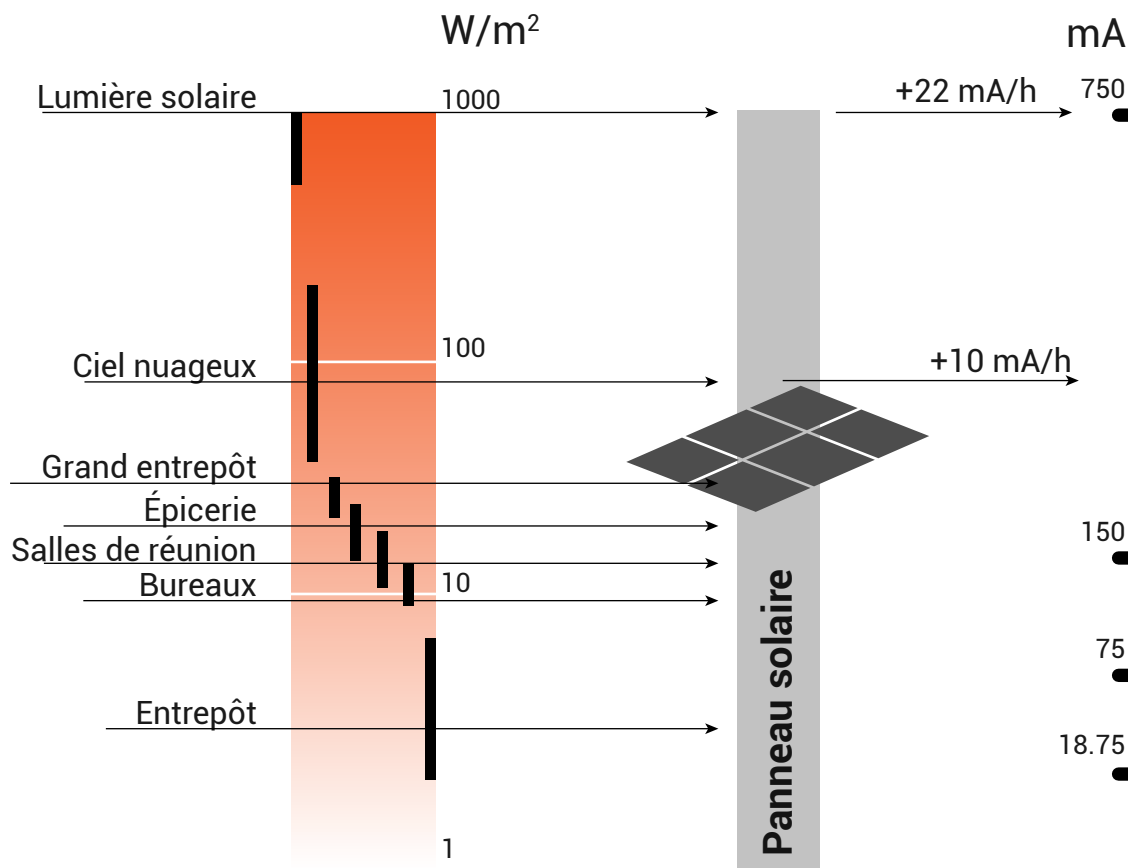 W/m²
mA
Lumière solaire
1000
+22 mA/h
750
100
Ciel nuageux
+10 mA/h
Grand entrepôt
Épicerie
150
Salles de réunion
Bureaux
10
75
Entrepôt
18.75
1
Panneau solaire